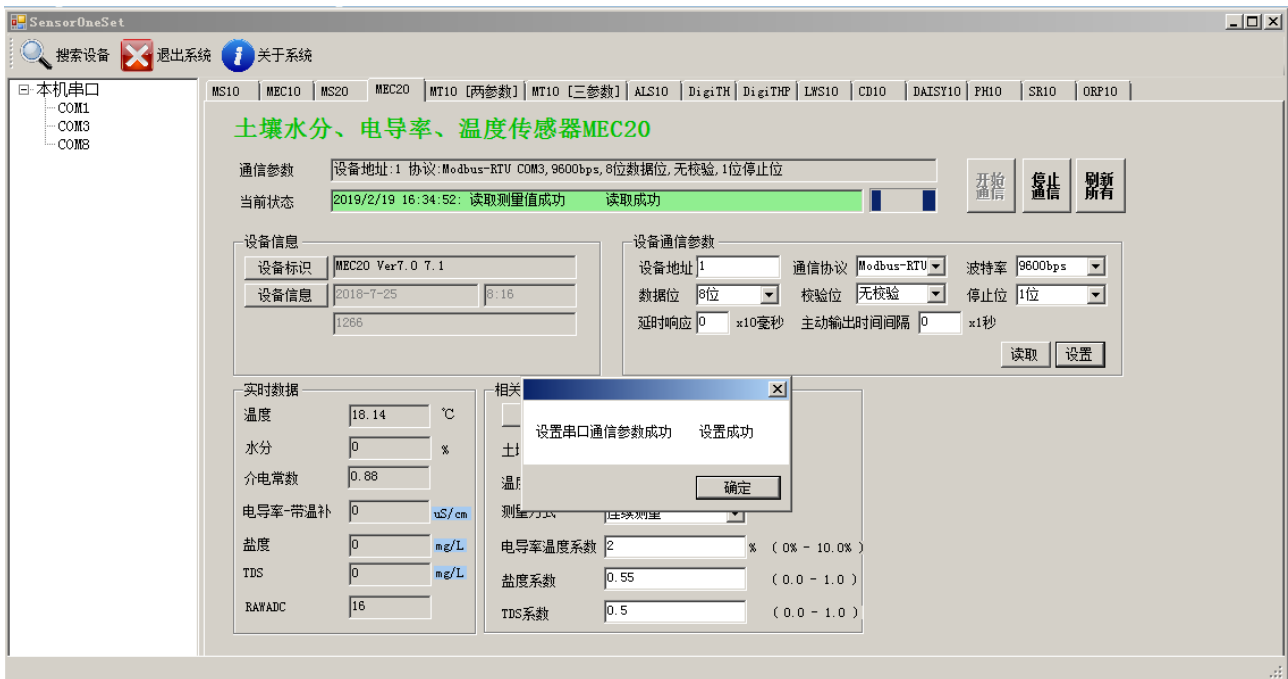 SensorOneSet
搜索设备 退出系统 关于系统
本机串口
COM1
COM3
COM8
MS10 MEC10 MS20 MEC20 MT10 [两参数] MT10 [三参数] ALS10 DigiTH DigiTHP LWS10 CD10 DAISY10 PH10 SR10 ORP10
土壤水分、电导率、温度传感器MEC20
通信参数 设备地址:1 协议:Modbus-RTU COM3,9600bps,8位数据位,无校验,1位停止位
当前状态 2019/2/19 16:34:52: 读取测量值成功 读取成功
开始通信 停止通信 刷新所有
设备信息
设备标识 MEC20 Ver7.0 7.1
设备信息 2018-7-25 8:16
1266
设备通信参数
设备地址 1 通信协议 Modbus-RTU 波特率 9600bps
数据位 8位 校验位 无校验 停止位 1位
延时响应 0 x10毫秒 主动输出时间间隔 0 x1秒
读取 设置
实时数据
温度 18.14 ℃
水分 0 %
介电常数 0.88
电导率-带温补 0 uS/cm
盐度 0 mg/L
TDS 0 mg/L
RAWADC 16
相关
设置串口通信参数成功 设置成功
确定
测量方式 连续测量
电导率温度系数 2 % ( 0% - 10.0% )
盐度系数 0.55 ( 0.0 - 1.0 )
TDS系数 0.5 ( 0.0 - 1.0 )